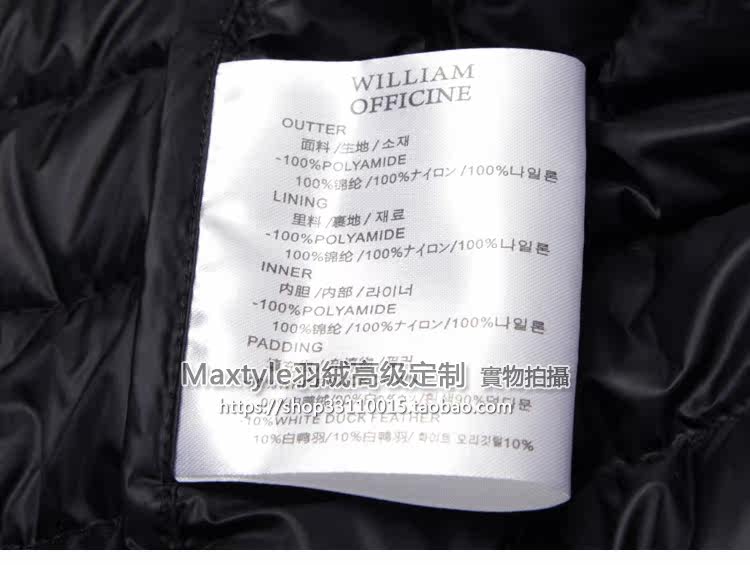 WILLIAM
OFFICINE
OUTTER
面料/生地/소재
-100%POLYAMIDE
100%锦纶/100%ナイロン/100%나일론
LINING
里料/裏地/재료
-100%POLYAMIDE
100%锦纶/100%ナイロン/100%나일론
INNER
内胆/内部/라이너
-100%POLYAMIDE
100%锦纶/100%ナイロン/100%나일론
PADDING
Maxtyle羽絨高级定制 實物拍攝
https://shop33110015.taobao.com/
-10%WHITE DUCK FEATHER
10%白鸭羽/10%白鴨羽/화이트 오리깃털10%